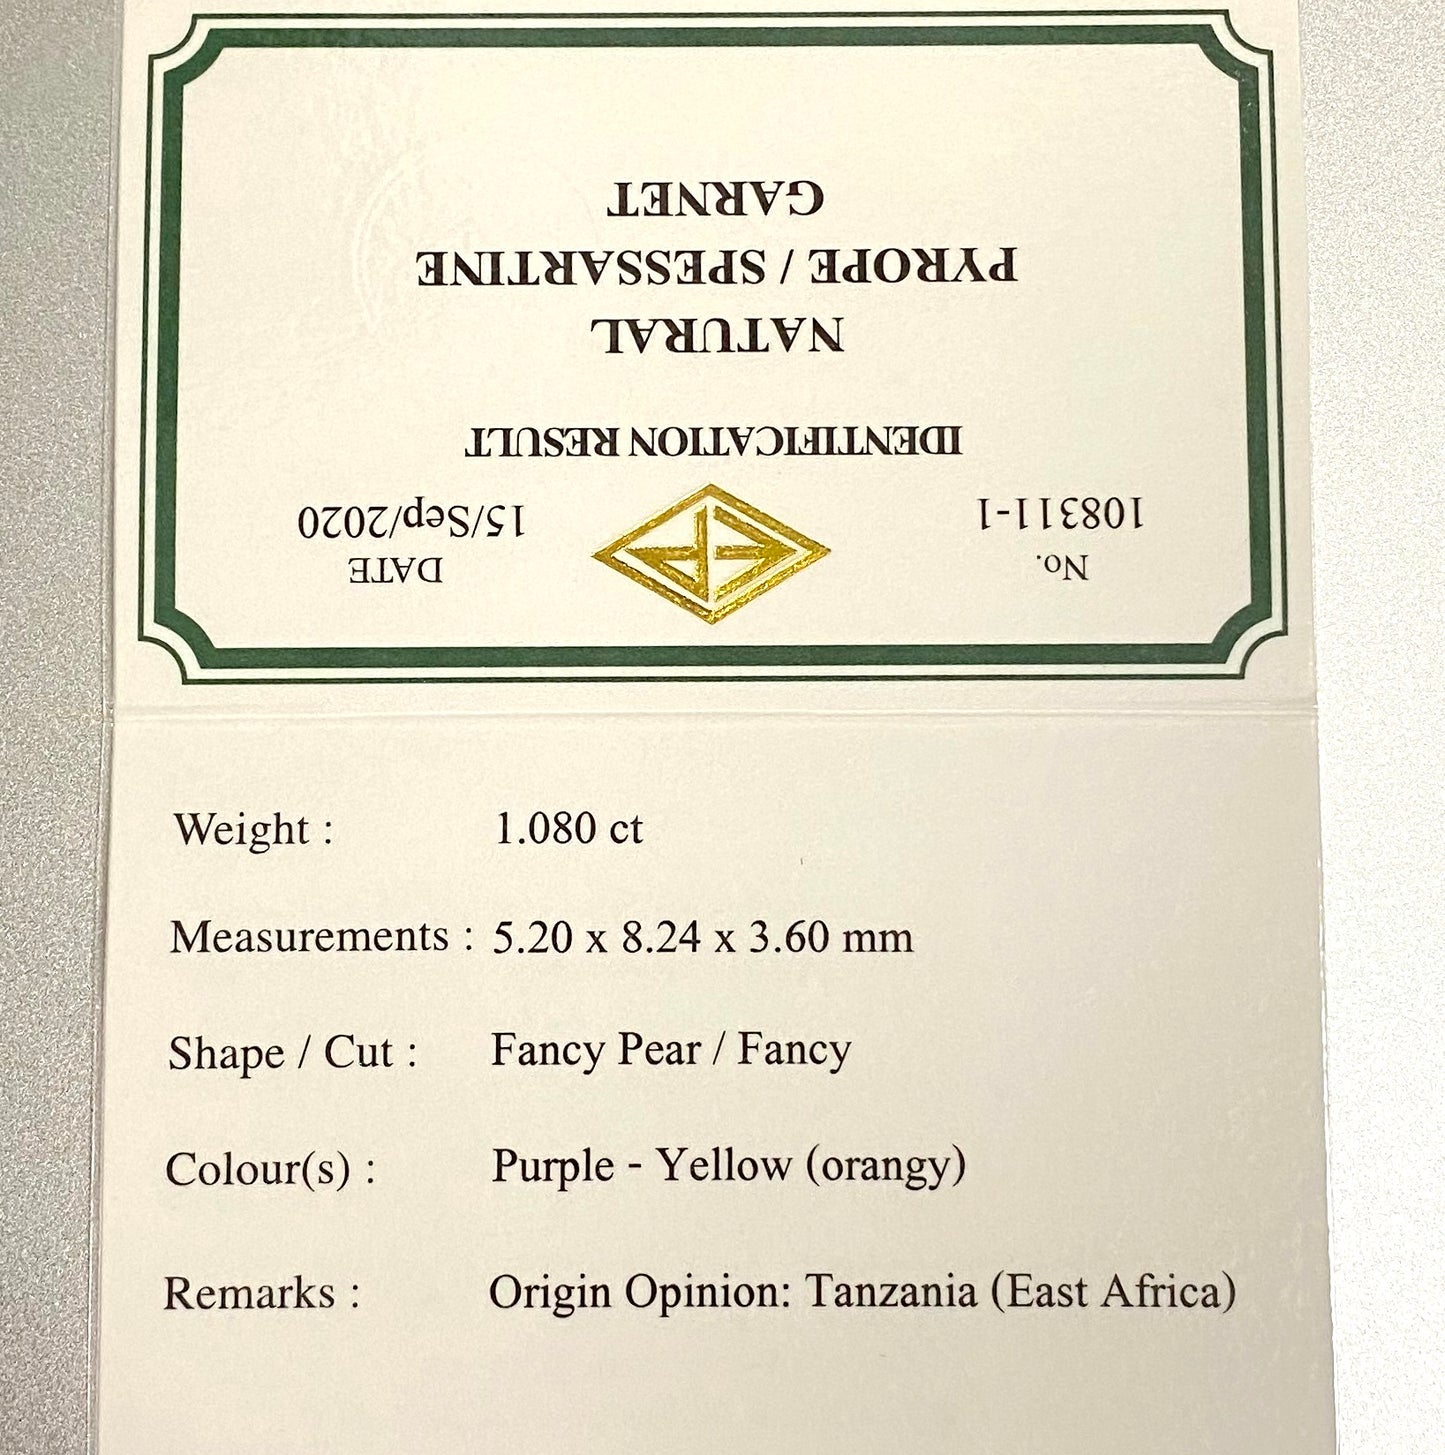 No.
108311-1
DATE
15/Sep/2020
IDENTIFICATION RESULT
NATURAL
PYROPE / SPESSARTINE
GARNET
Weight : 1.080 ct
Measurements : 5.20 x 8.24 x 3.60 mm
Shape / Cut : Fancy Pear / Fancy
Colour(s) : Purple - Yellow (orangy)
Remarks : Origin Opinion: Tanzania (East Africa)